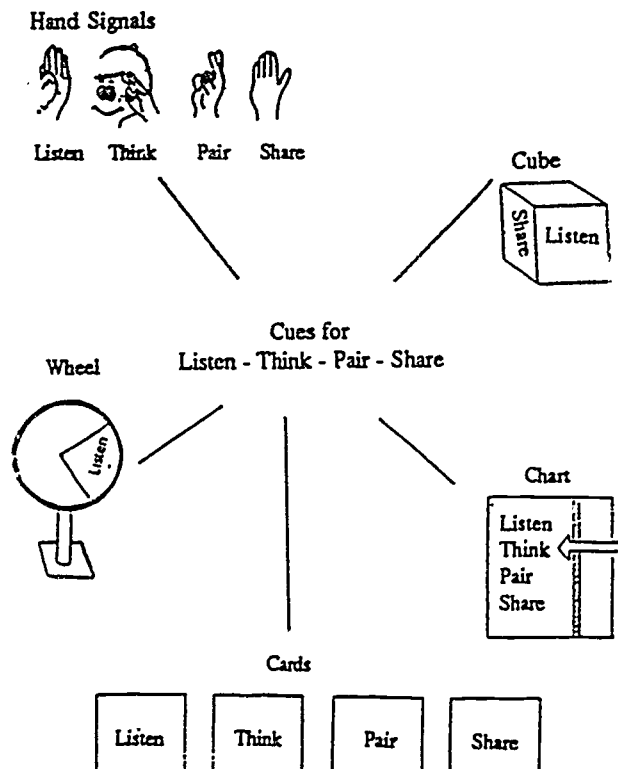 Hand Signals
Listen Think Pair Share
Cube
Share
Listen
Cues for
Listen - Think - Pair - Share
Wheel
Listen
Chart
Listen
Think
Pair
Share
Cards
Listen Think Pair Share